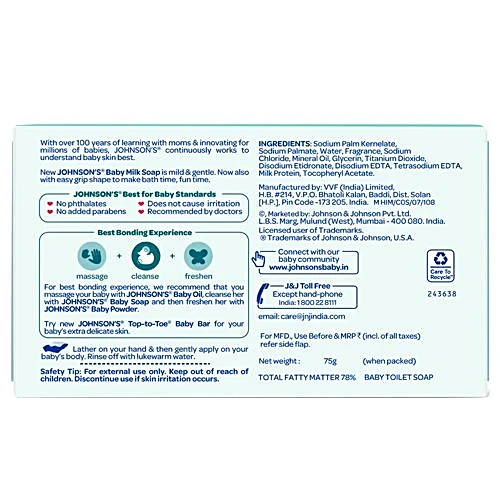 With over 100 years of learning with moms & innovating for
millions of babies, JOHNSON'S® continuously works to
understand baby skin best.
New JOHNSON'S® Baby Milk Soap is mild & gentle. Now also
with easy grip shape to make bath time, fun time.
JOHNSON'S® Best for Baby Standards
No phthalates
Does not cause irritation
No added parabens
Recommended by doctors
Best Bonding Experience
+ +
massage cleanse freshen
For best bonding experience, we recommend that you
massage your baby with JOHNSON'S® Baby Oil, cleanse her
with JOHNSON'S® Baby Soap and then freshen her with
JOHNSON'S® Baby Powder.
Try new JOHNSON'S® Top-to-Toe® Baby Bar for your
baby's extra delicate skin.
Lather on your hand & then gently apply on your
baby's body. Rinse off with lukewarm water.
Safety Tip: For external use only. Keep out of reach of
children. Discontinue use if skin irritation occurs.
INGREDIENTS: Sodium Palm Kernelate,
Sodium Palmate, Water, Fragrance, Sodium
Chloride, Mineral Oil, Glycerin, Titanium Dioxide,
Disodium Etidronate, Disodium EDTA, Tetrasodium EDTA,
Milk Protein, Tocopheryl Acetate.
Manufactured by: VVF (India) Limited,
H.B. #214, V.P.O. Bhatoli Kalan, Baddi, Dist. Solan
[H.P.], Pin Code -173 205. India. M HIM/COS/07/108
©, Marketed by: Johnson & Johnson Pvt. Ltd.
L.B.S. Marg, Mulund (West), Mumbai - 400 080. India.
Licensed user of Trademarks.
® Trademarks of Johnson & Johnson, U.S.A.
Connect with our
baby community
www.johnsonsbaby.in
Care To
Recycle
J&J Toll Free
Except hand-phone
India: 1 800 22 8111
243638
email: care@jnjindia.com
For MFD., Use Before & MRP ₹ (incl. of all taxes)
refer side flap.
Net weight : 75g (when packed)
TOTAL FATTY MATTER 78% BABY TOILET SOAP